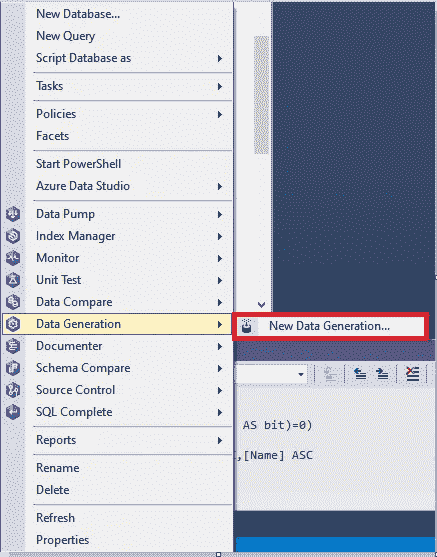 New Database...
New Query
Script Database as
Tasks
Policies
Facets
Start PowerShell
Azure Data Studio
Data Pump
Index Manager
Monitor
Unit Test
Data Compare
Data Generation
New Data Generation...
Documenter
Schema Compare
Source Control
AS bit)=0)
SQL Complete
Reports
,[Name] ASC
Rename
Delete
Refresh
Properties